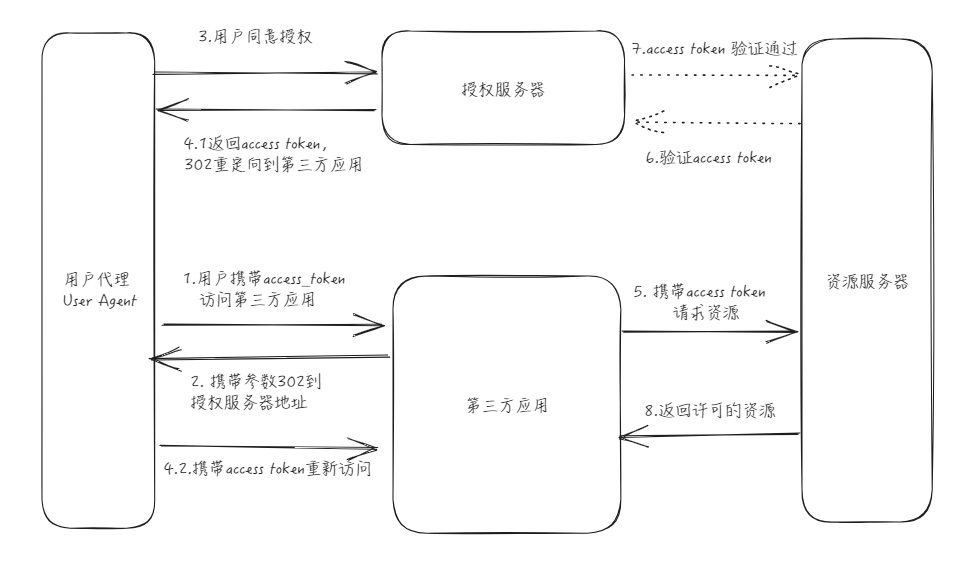 3.用户同意授权
7.access token 验证通过
授权服务器
4.1返回access token,
302重定向到第三方应用
6.验证access token
用户代理
User Agent
1.用户携带access_token
访问第三方应用
5. 携带access token
请求资源
资源服务器
2. 携带参数302到
授权服务器地址
第三方应用
8.返回许可的资源
4.2.携带access token重新访问